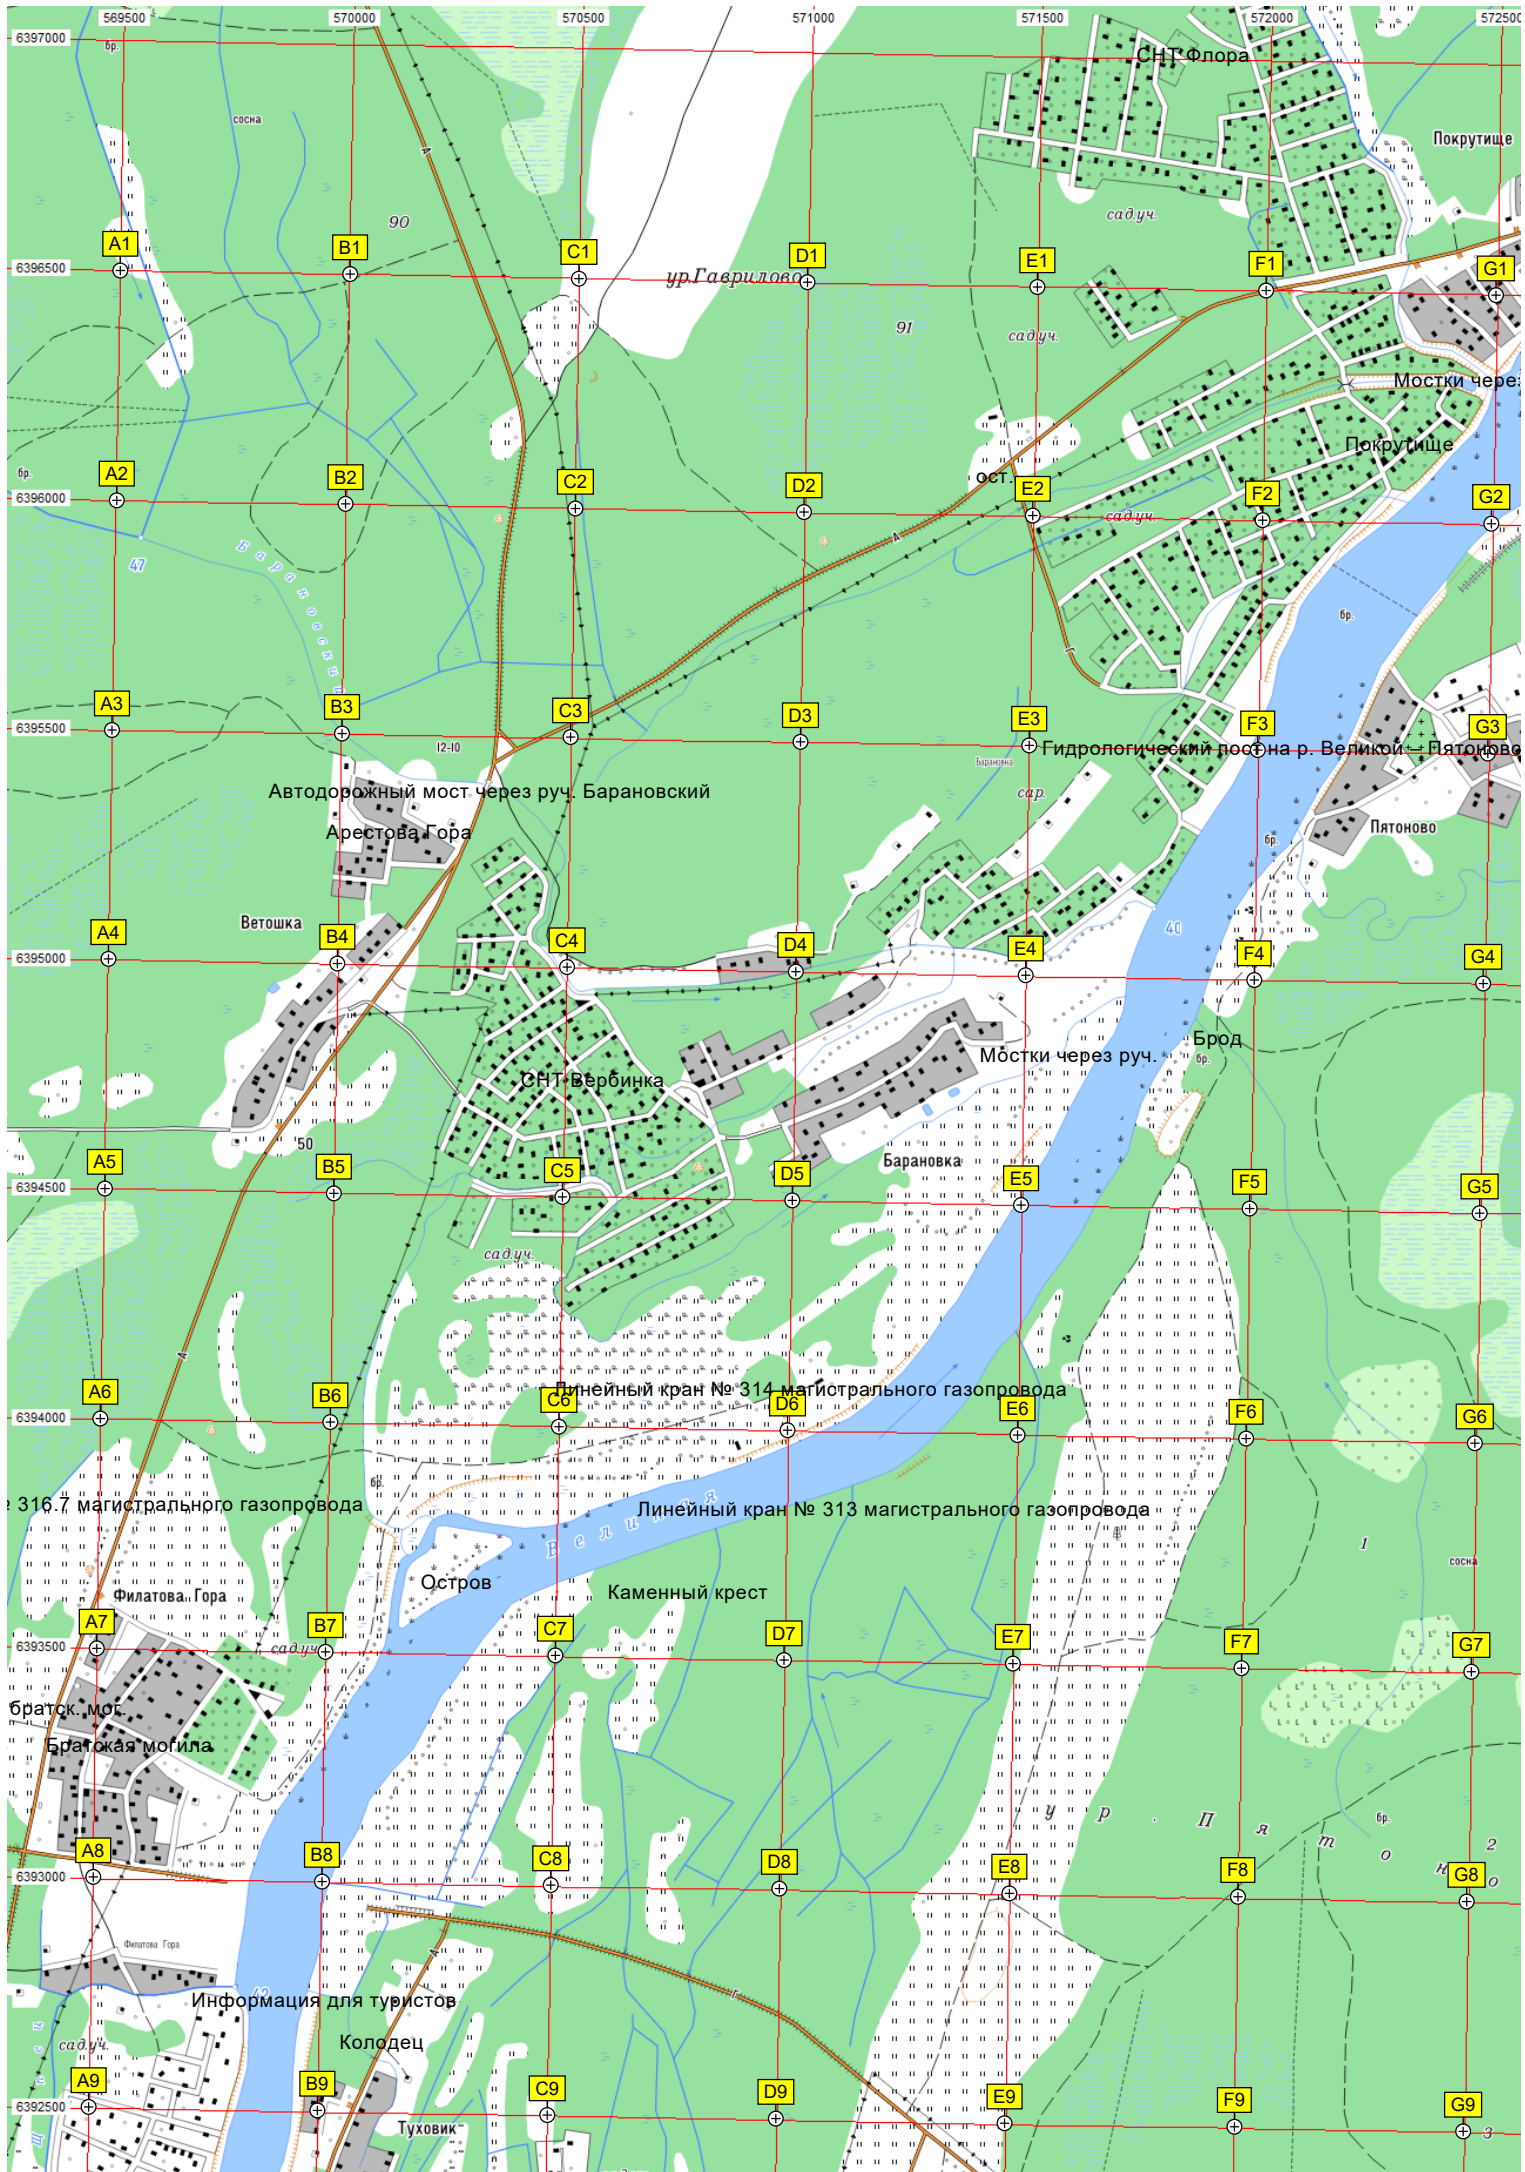 569500 570000 570500 571000 571500 572000 572500
6397000
бр.
СНТ Флора
сосна
Покрутище
90
сад.уч.
A1 B1 C1 D1 E1 F1 G1
6396500
ур.Гаврилово
91
сад.уч.
Мостки через
Покрутище
бр.
ост.
A2 B2 C2 D2 E2 F2 G2
6396000
сад.уч.
А
47
Барановский
бр.
Г
A3 B3 C3 D3 E3 F3 G3
6395500
12-10
Барановка
Гидрологический пост на р. Великой – Пятоново
Автодорожный мост через руч. Барановский
сар.
Арестова Гора
Пятоново
бр.
Ветошка
40
A4 B4 C4 D4 E4 F4 G4
6395000
Брод
Мостки через руч.
бр.
СНТ Вербинка
50
Барановка
A5 B5 C5 D5 E5 F5 G5
6394500
сад.уч.
А
Линейный кран № 314 магистрального газопровода
A6 B6 C6 D6 E6 F6 G6
6394000
бр.
316.7 магистрального газопровода
Линейный кран № 313 магистрального газопровода
Великая
1
сосна
Остров
Каменный крест
Филатова Гора
A7 B7 C7 D7 E7 F7 G7
6393500
сад.уч.
братск. мог.
Братская могила
ур. Пятоно
бр.
2
A8 B8 C8 D8 E8 F8 G8
6393000
А
Филатова Гора
Г
42
Информация для туристов
Колодец
сад.уч.
A9 B9 C9 D9 E9 F9 G9
6392500
Туховик
3